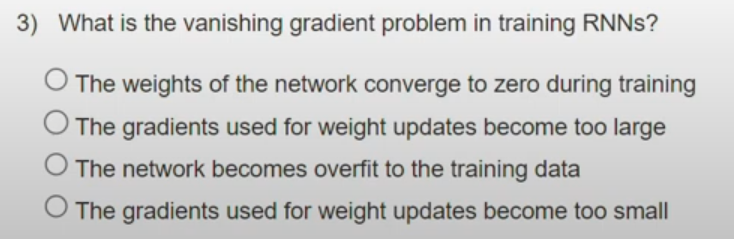 3) What is the vanishing gradient problem in training RNNs?
The weights of the network converge to zero during training
The gradients used for weight updates become too large
The network becomes overfit to the training data
The gradients used for weight updates become too small